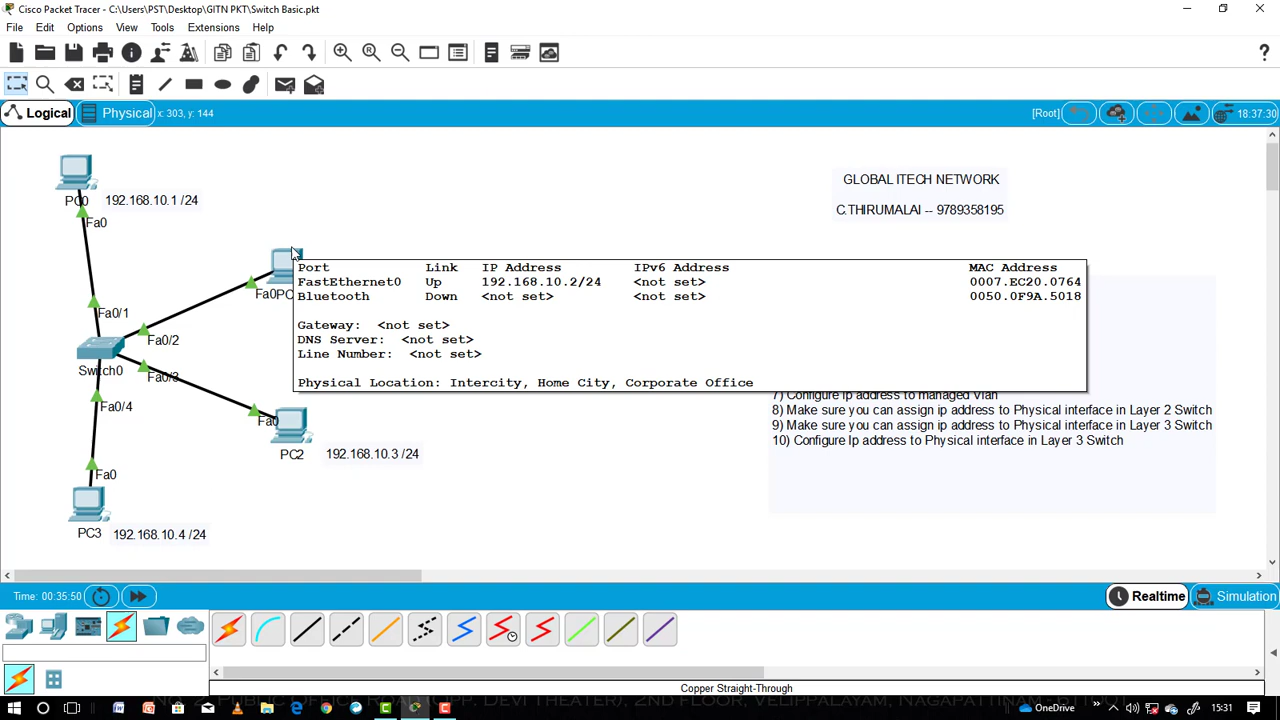 Cisco Packet Tracer - C:\Users\PST\Desktop\GITN PKT\Switch Basic.pkt
File Edit Options View Tools Extensions Help
Logical Physical x: 303, y: 144 [Root] 18:37:30
PC0 192.168.10.1 /24
Fa0
GLOBAL ITECH NETWORK
C.THIRUMALAI -- 9789358195
Port Link IP Address IPv6 Address MAC Address
FastEthernet0 Up 192.168.10.2/24 <not set> 0007.EC20.0764
Bluetooth Down <not set> <not set> 0050.0F9A.5018
Gateway: <not set>
DNS Server: <not set>
Line Number: <not set>
Physical Location: Intercity, Home City, Corporate Office
Fa0PC
Fa0/1
Fa0/2
Switch0
Fa0/3
Fa0/4
Fa0
PC2 192.168.10.3 /24
7) Configure ip address to managed Vlan
8) Make sure you can assign ip address to Physical interface in Layer 2 Switch
9) Make sure you can assign ip address to Physical interface in Layer 3 Switch
10) Configure Ip address to Physical interface in Layer 3 Switch
Fa0
PC3 192.168.10.4 /24
Time: 00:35:50 Realtime Simulation
Copper Straight-Through
OneDrive 15:31